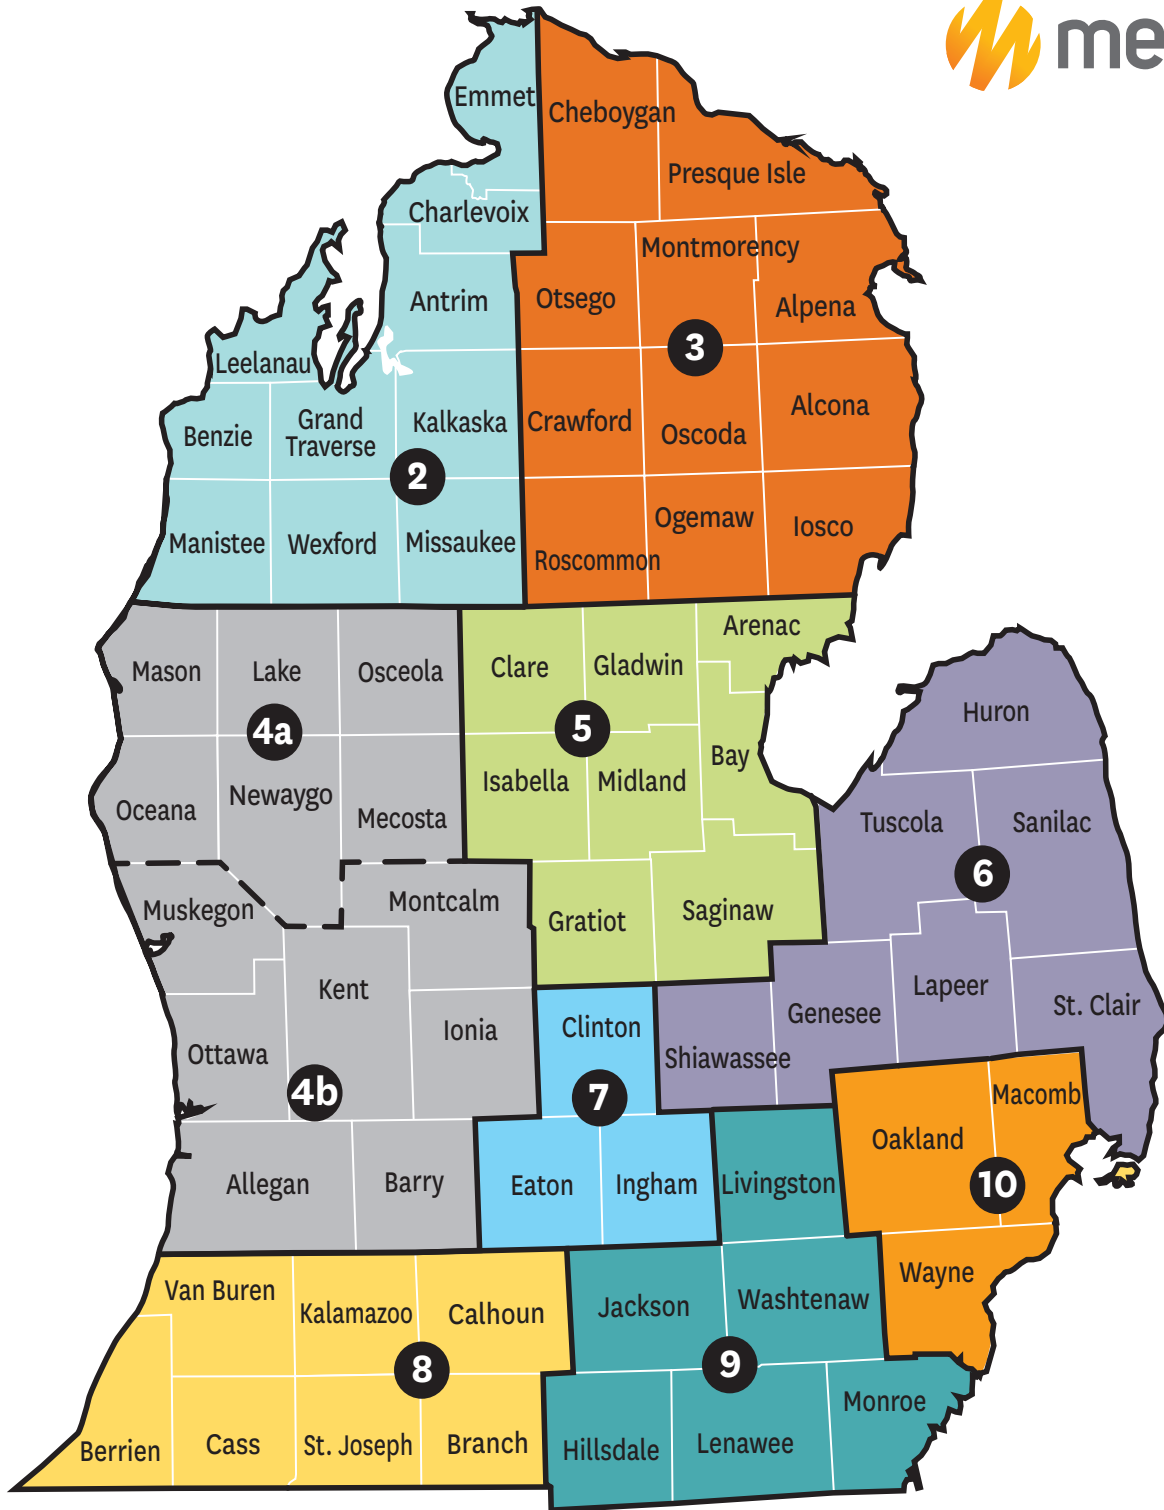 me
Emmet
Cheboygan
Presque Isle
Charlevoix
Montmorency
Antrim
Otsego
Alpena
3
Leelanau
Grand
Traverse
Kalkaska
Benzie
Crawford
Oscoda
Alcona
2
Manistee
Wexford
Missaukee
Ogemaw
Iosco
Roscommon
Arenac
Mason
Lake
Osceola
Clare
Gladwin
Huron
4a
5
Bay
Isabella
Midland
Oceana
Newaygo
Mecosta
Tuscola
Sanilac
6
Muskegon
Montcalm
Gratiot
Saginaw
Kent
Lapeer
St. Clair
Ionia
Clinton
Genesee
Ottawa
Shiawassee
4b
7
Macomb
Oakland
Allegan
Barry
Eaton
Ingham
Livingston
10
Van Buren
Kalamazoo
Calhoun
Jackson
Washtenaw
Wayne
8
9
Monroe
Berrien
Cass
St. Joseph
Branch
Hillsdale
Lenawee